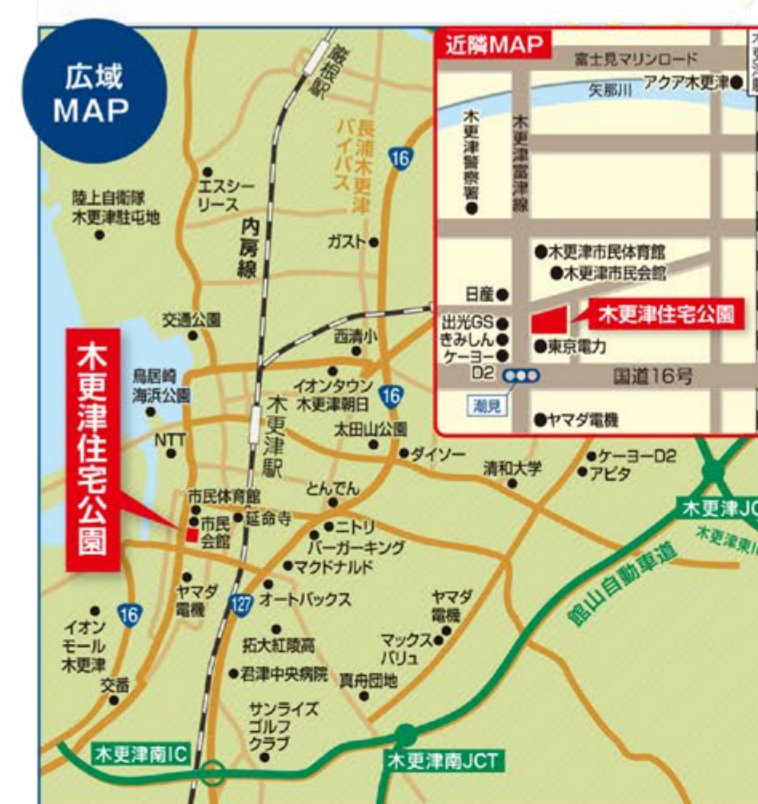 広域
MAP
近隣MAP
富士見マリンロード
矢那川
アクア木更津
木更津警察署
木更津富津線
木更津市民体育館
木更津市民会館
日産
出光GS
きみしん
ケーヨー
D2
木更津住宅公園
東京電力
国道16号
潮見
ヤマダ電機
巌根駅
長浦木更津
バイパス
16
エスシー
リース
陸上自衛隊
木更津駐屯地
内房線
ガスト
交通公園
西清小
木更津住宅公園
鳥居崎
海浜公園
イオンタウン
木更津朝日
16
木更津駅
太田山公園
NTT
ダイソー
清和大学
ケーヨーD2
アピタ
市民体育館
とんでん
木更津JC
市民
会館
延命寺
ニトリ
バーガーキング
木更津東I
マクドナルド
館山自動車道
ヤマダ
電機
127
オートバックス
ヤマダ
電機
イオン
モール
木更津
16
拓大紅陵高
マックス
バリュ
君津中央病院
真舟団地
交番
サンライズ
ゴルフ
クラブ
木更津南IC
木更津南JCT